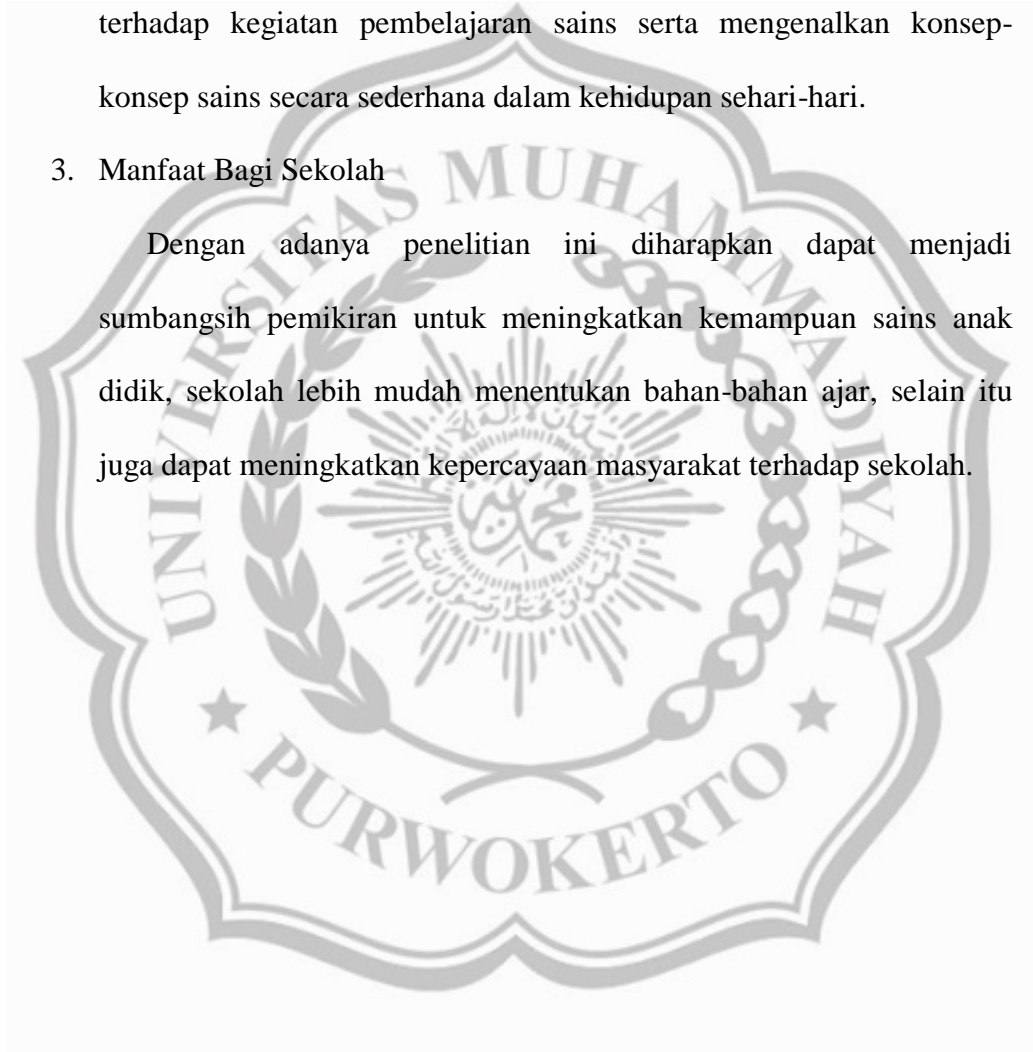 terhadap kegiatan pembelajaran sains serta mengenalkan konsep-
konsep sains secara sederhana dalam kehidupan sehari-hari.
3. Manfaat Bagi Sekolah
Dengan adanya penelitian ini diharapkan dapat menjadi
sumbangsih pemikiran untuk meningkatkan kemampuan sains anak
didik, sekolah lebih mudah menentukan bahan-bahan ajar, selain itu
juga dapat meningkatkan kepercayaan masyarakat terhadap sekolah.
UNIVERSITAS MUHAMMADIYAH
PURWOKERTO